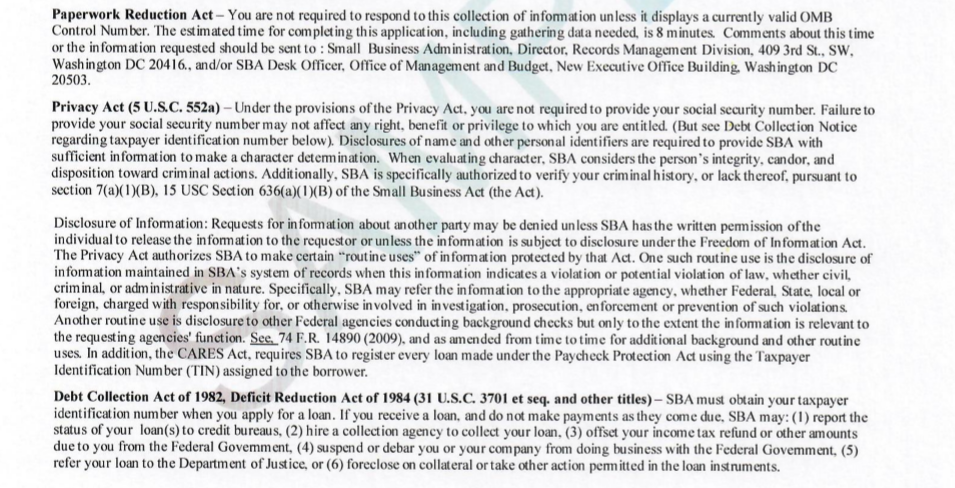 Paperwork Reduction Act – You are not required to respond to this collection of information unless it displays a currently valid OMB
Control Number. The estimated time for completing this application, including gathering data needed, is 8 minutes. Comments about this time
or the information requested should be sent to : Small Business Administration, Director, Records Management Division, 409 3rd St., SW,
Washington DC 20416., and/or SBA Desk Officer, Office of Management and Budget, New Executive Office Building, Washington DC
20503.
Privacy Act (5 U.S.C. 552a) – Under the provisions of the Privacy Act, you are not required to provide your social security number. Failure to
provide your social security number may not affect any right, benefit or privilege to which you are entitled. (But see Debt Collection Notice
regarding taxpayer identification number below). Disclosures of name and other personal identifiers are required to provide SBA with
sufficient information to make a character determination. When evaluating character, SBA considers the person's integrity, candor, and
disposition toward criminal actions. Additionally, SBA is specifically authorized to verify your criminal history, or lack thereof, pursuant to
section 7(a)(1)(B), 15 USC Section 636(a)(1)(B) of the Small Business Act (the Act).
Disclosure of Information: Requests for information about another party may be denied unless SBA has the written permission of the
individual to release the information to the requestor or unless the information is subject to disclosure under the Freedom of Information Act.
The Privacy Act authorizes SBA to make certain "routine uses" of information protected by that Act. One such routine use is the disclosure of
information maintained in SBA's system of records when this information indicates a violation or potential violation of law, whether civil,
criminal, or administrative in nature. Specifically, SBA may refer the information to the appropriate agency, whether Federal, State, local or
foreign, charged with responsibility for, or otherwise involved in investigation, prosecution, enforcement or prevention of such violations.
Another routine use is disclosure to other Federal agencies conducting background checks but only to the extent the information is relevant to
the requesting agencies' function. See, 74 F.R. 14890 (2009), and as amended from time to time for additional background and other routine
uses. In addition, the CARES Act, requires SBA to register every loan made under the Paycheck Protection Act using the Taxpayer
Identification Number (TIN) assigned to the borrower.
Debt Collection Act of 1982, Deficit Reduction Act of 1984 (31 U.S.C. 3701 et seq. and other titles) – SBA must obtain your taxpayer
identification number when you apply for a loan. If you receive a loan, and do not make payments as they come due, SBA may: (1) report the
status of your loan(s) to credit bureaus, (2) hire a collection agency to collect your loan, (3) offset your income tax refund or other amounts
due to you from the Federal Government, (4) suspend or debar you or your company from doing business with the Federal Government, (5)
refer your loan to the Department of Justice, or (6) foreclose on collateral or take other action permitted in the loan instruments.